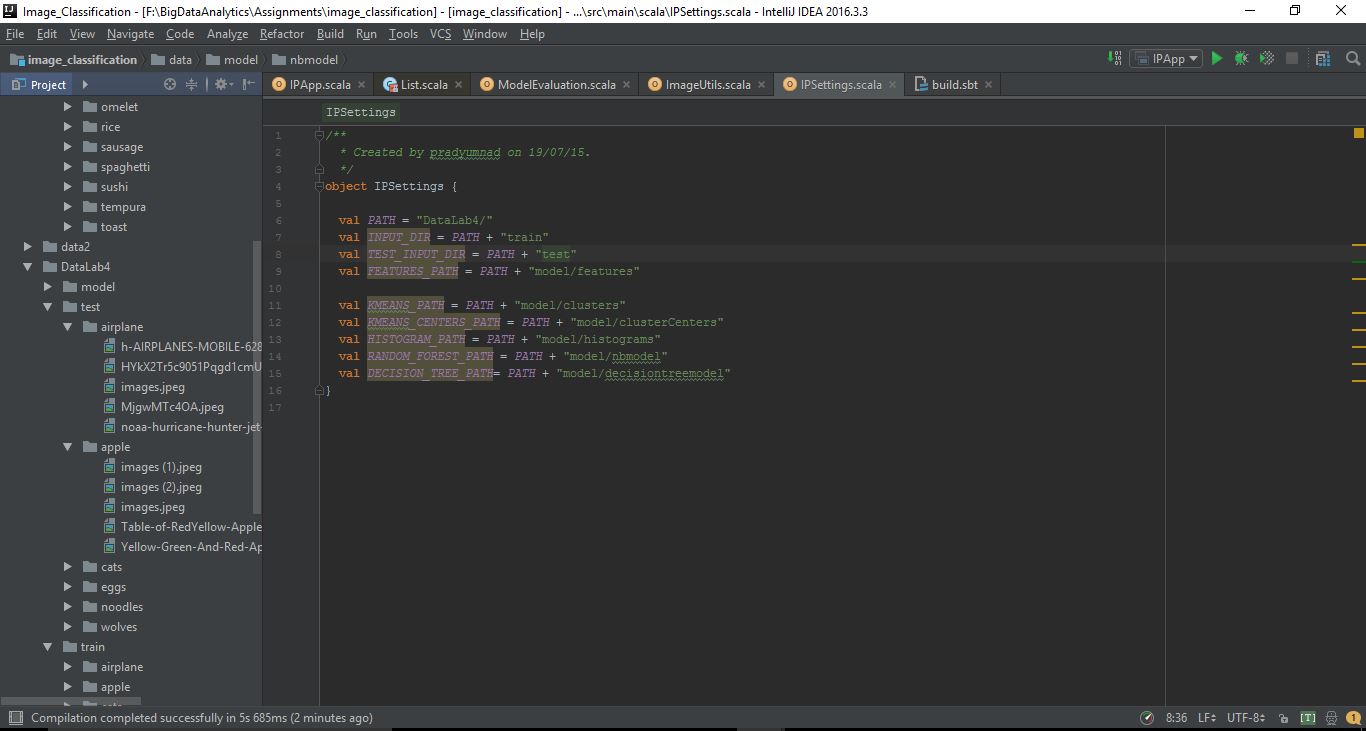 Image_Classification - [F:\BigDataAnalytics\Assignments\image_classification] - [image_classification] - ...\src\main\scala\IPSettings.scala - IntelliJ IDEA 2016.3.3
File Edit View Navigate Code Analyze Refactor Build Run Tools VCS Window Help
image_classification data model nbmodel IPApp
Project IPApp.scala List.scala ModelEvaluation.scala ImageUtils.scala IPSettings.scala build.sbt
omelet
rice
sausage
spaghetti
sushi
tempura
toast
data2
DataLab4
model
test
airplane
h-AIRPLANES-MOBILE-628
HYkX2Tr5c9051Pqgd1cmU
images.jpeg
MjgwMTc4OA.jpeg
noaa-hurricane-hunter-jet-
apple
images (1).jpeg
images (2).jpeg
images.jpeg
Table-of-RedYellow-Apple
Yellow-Green-And-Red-Ap
cats
eggs
noodles
wolves
train
airplane
apple
IPSettings
1 /**
2 * Created by pradyumnad on 19/07/15.
3 */
4 object IPSettings {
5
6 val PATH = "DataLab4/"
7 val INPUT_DIR = PATH + "train"
8 val TEST_INPUT_DIR = PATH + "test"
9 val FEATURES_PATH = PATH + "model/features"
10
11 val KMEANS_PATH = PATH + "model/clusters"
12 val KMEANS_CENTERS_PATH = PATH + "model/clusterCenters"
13 val HISTOGRAM_PATH = PATH + "model/histograms"
14 val RANDOM_FOREST_PATH = PATH + "model/nbmodel"
15 val DECISION_TREE_PATH= PATH + "model/decisiontreemodel"
16 }
17
Compilation completed successfully in 5s 685ms (2 minutes ago) 8:36 LF UTF-8 [T] 1